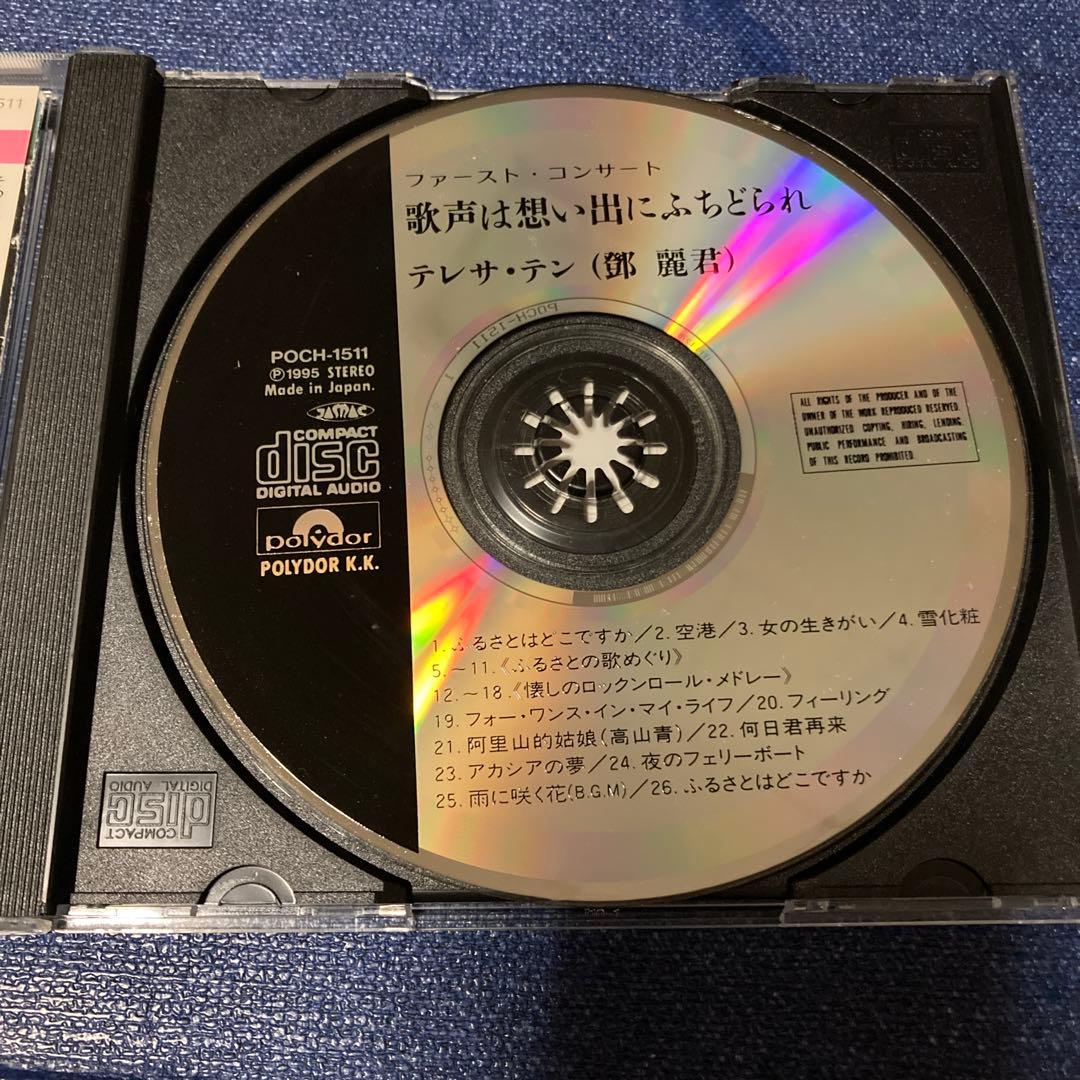 511
ファースト・コンサート
歌声は想い出にふちどられ
テレサ・テン(鄧 麗君)
POCH-1511
Ⓟ1995 STEREO
Made in Japan.
JASRAC
COMPACT
disc
DIGITAL AUDIO
polydor
POLYDOR K.K.
POCH-1511 1
ALL RIGHTS OF THE PRODUCER AND OF THE
OWNER OF THE WORK REPRODUCED RESERVED.
UNAUTHORIZED COPYING, HIRING, LENDING,
PUBLIC PERFORMANCE AND BROADCASTING
OF THIS RECORD PROHIBITED.
1. ふるさとはどこですか/2. 空港/3. 女の生きがい/4. 雪化粧
5.~11.《ふるさとの歌めぐり》
12.~18.《懐しのロックンロール・メドレー》
19. フォー・ワンス・イン・マイ・ライフ/20. フィーリング
21. 阿里山的姑娘(高山青)/22. 何日君再来
23. アカシアの夢/24. 夜のフェリーボート
25. 雨に咲く花(B.G.M)/26. ふるさとはどこですか
COMPACT
disc
DIGITAL AUDIO